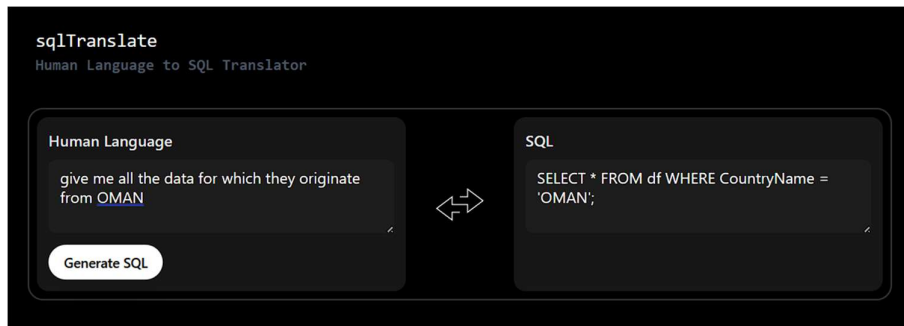 sqlTranslate
Human Language to SQL Translator
Human Language
give me all the data for which they originate
from OMAN
Generate SQL
SQL
SELECT * FROM df WHERE CountryName =
'OMAN';